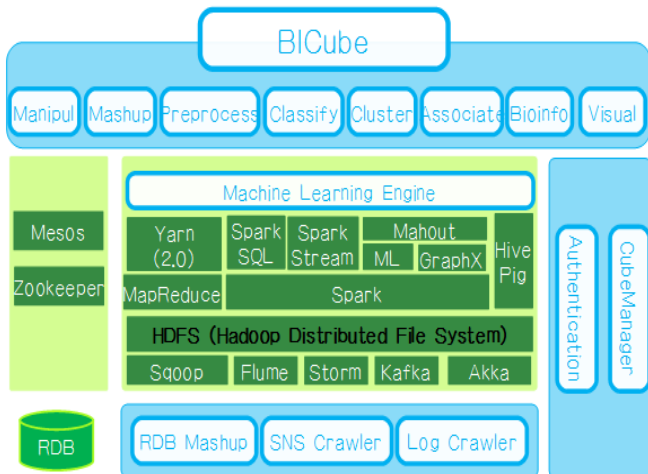 BICube
Manipul Mashup Preprocess Classify Cluster Associate Bioinfo Visual
Machine Learning Engine
Mesos
Zookeeper
Yarn
(2.0)
Spark
SQL
Spark
Stream
Mahout
ML GraphX
Hive
Pig
MapReduce Spark
HDFS (Hadoop Distributed File System)
Sqoop Flume Storm Kafka Akka
Authentication
CubeManager
RDB
RDB Mashup SNS Crawler Log Crawler